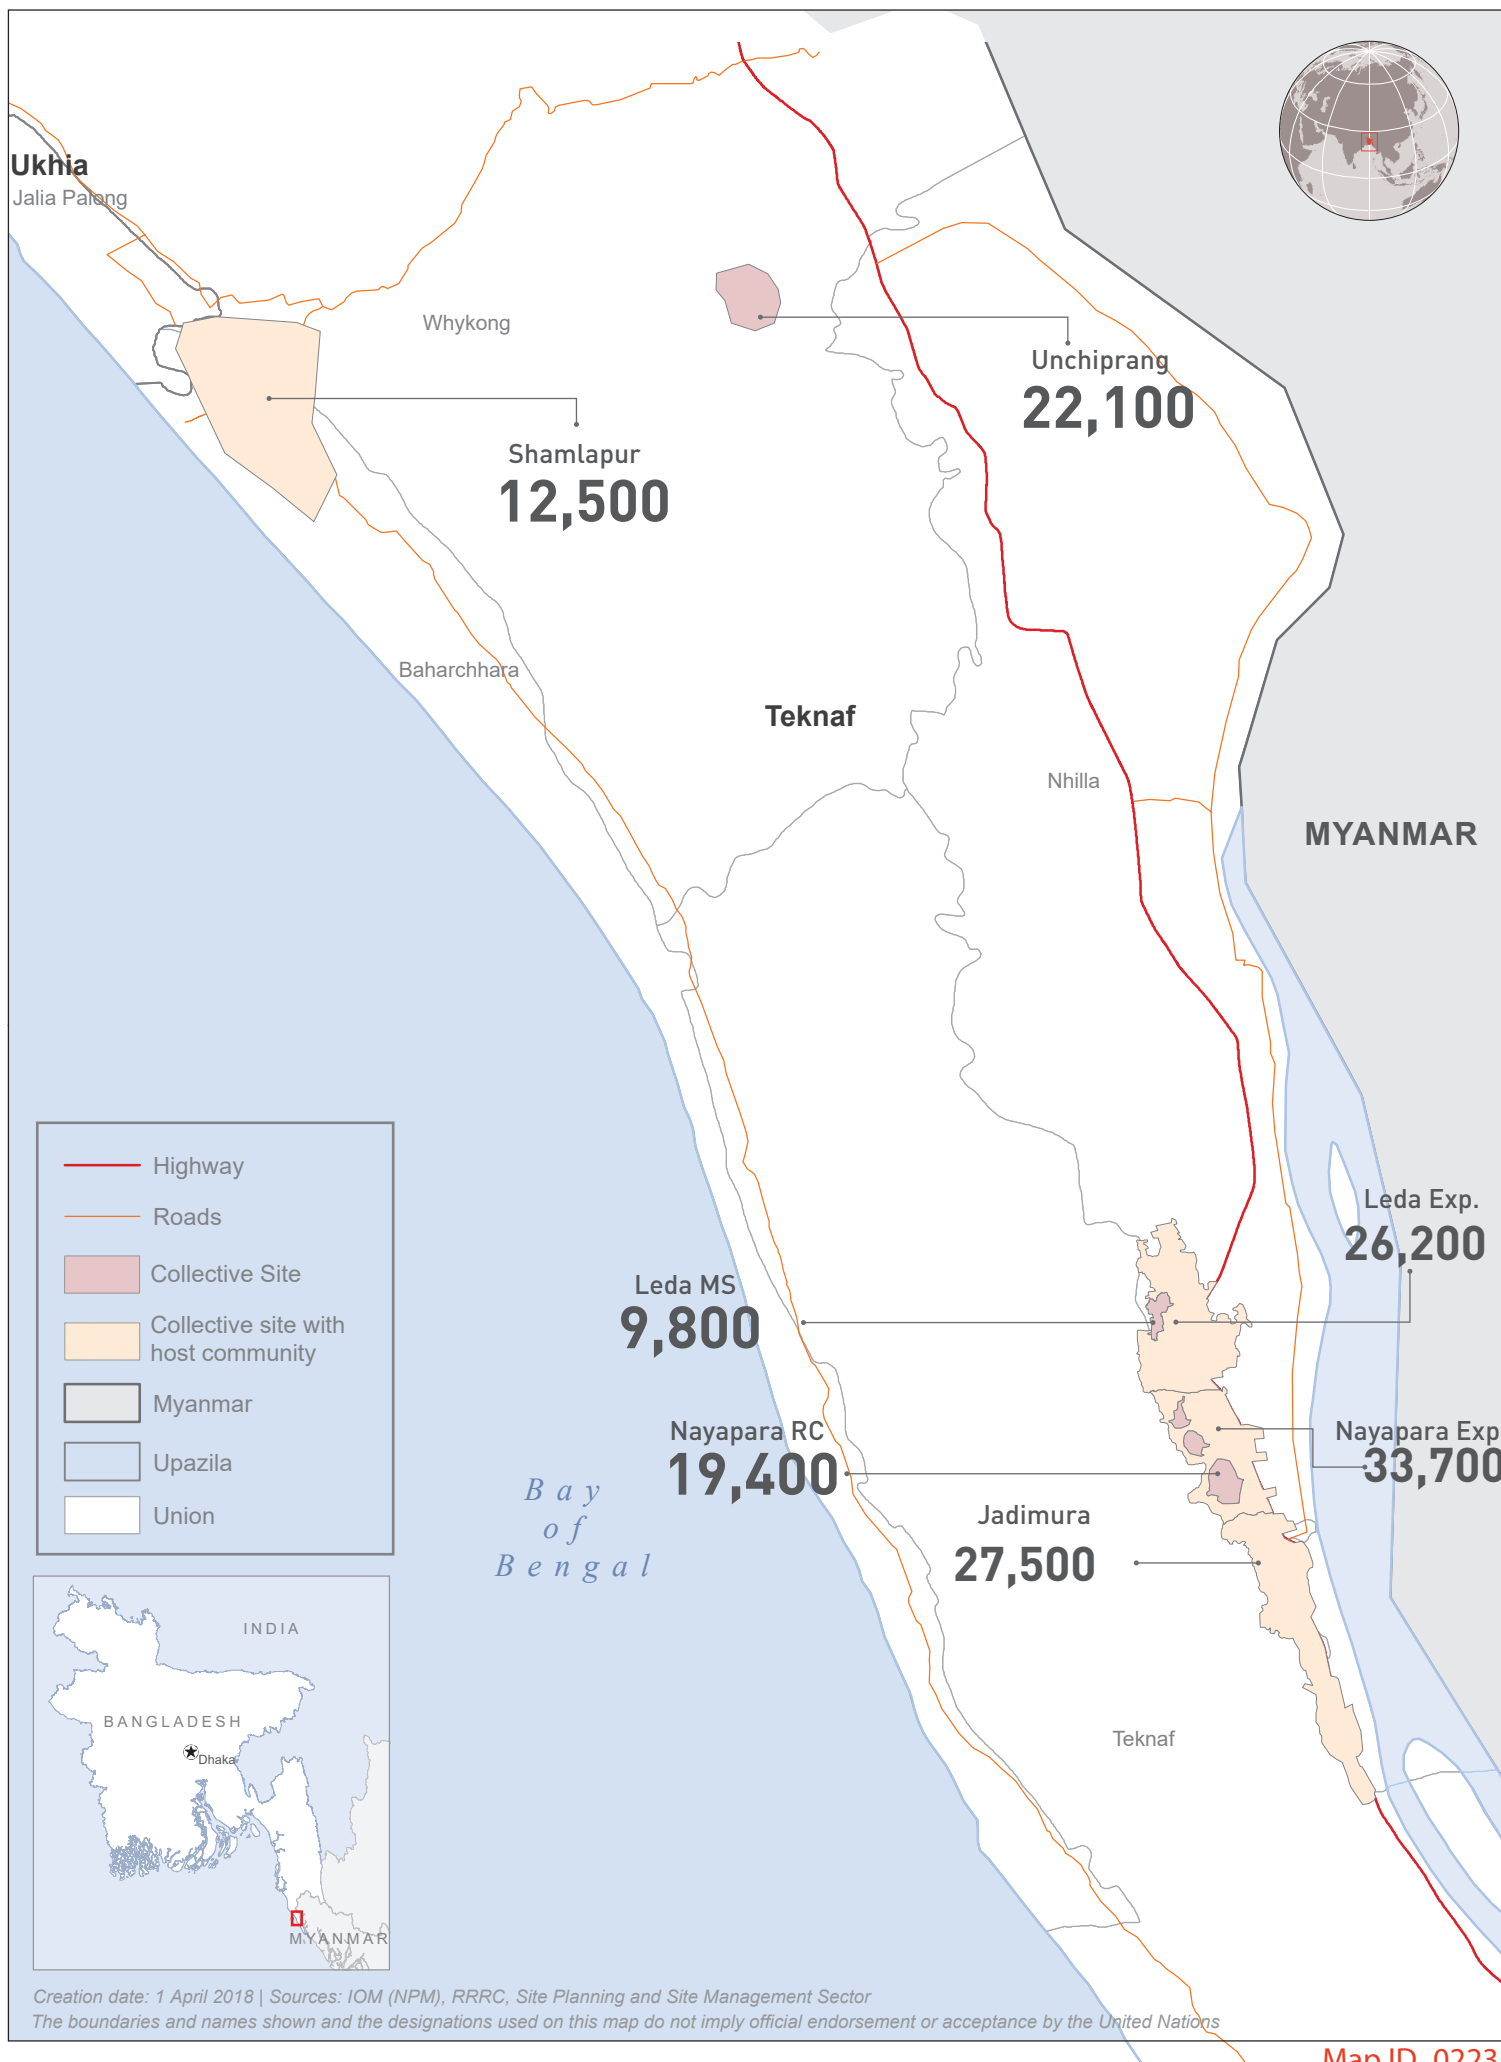 Ukhia
Jalia Palong
Whykong
Unchiprang
22,100
Shamlapur
12,500
Baharchhara
Teknaf
Nhilla
MYANMAR
Highway
Roads
Collective Site
Collective site with
host community
Myanmar
Upazila
Union
Leda Exp.
26,200
Leda MS
9,800
Nayapara RC
19,400
Nayapara Exp
33,700
Jadimura
27,500
Bay
of
Bengal
Teknaf
INDIA
BANGLADESH
Dhaka
MYANMAR
Creation date: 1 April 2018 | Sources: IOM (NPM), RRRC, Site Planning and Site Management Sector
The boundaries and names shown and the designations used on this map do not imply official endorsement or acceptance by the United Nations
Map ID_0223